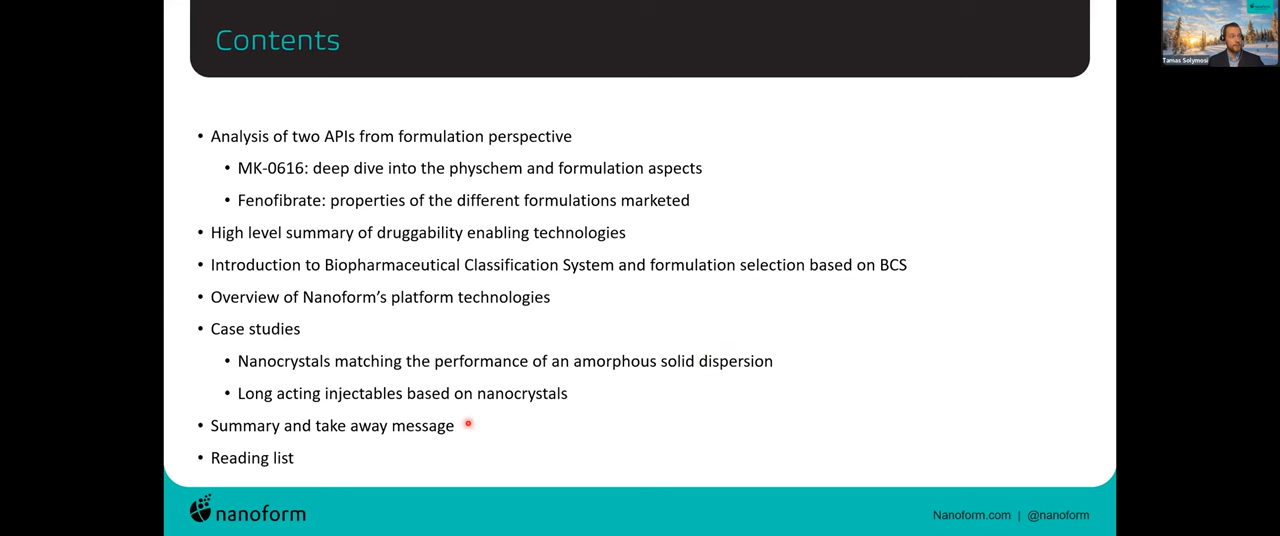 Contents
Tamas Solymosi
• Analysis of two APIs from formulation perspective
• MK-0616: deep dive into the physchem and formulation aspects
• Fenofibrate: properties of the different formulations marketed
• High level summary of druggability enabling technologies
• Introduction to Biopharmaceutical Classification System and formulation selection based on BCS
• Overview of Nanoform's platform technologies
• Case studies
• Nanocrystals matching the performance of an amorphous solid dispersion
• Long acting injectables based on nanocrystals
• Summary and take away message
• Reading list
nanoform
Nanoform.com | @nanoform